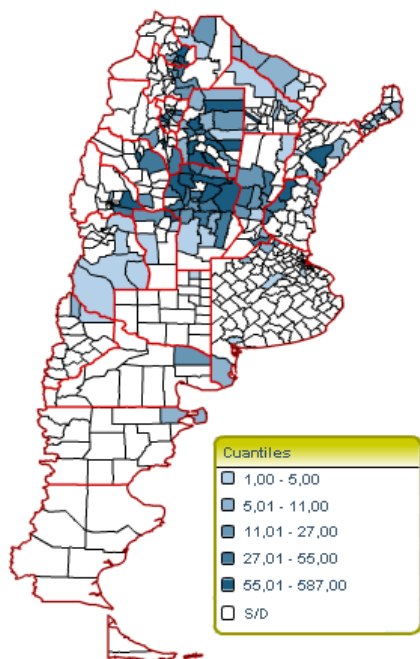 Cuantiles
1,00 - 5,00
5,01 - 11,00
11,01 - 27,00
27,01 - 55,00
55,01 - 587,00
S/D